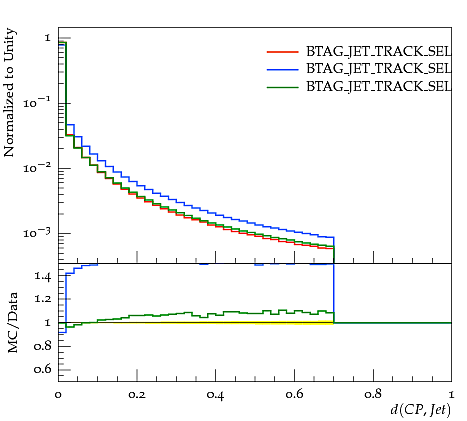 Normalized to Unity
1
10⁻¹
10⁻²
10⁻³
BTAG_JET_TRACK_SEL
BTAG_JET_TRACK_SEL
BTAG_JET_TRACK_SEL
MC/Data
1.4
1.2
1
0.8
0.6
0 0.2 0.4 0.6 0.8 1
d(CP, Jet)